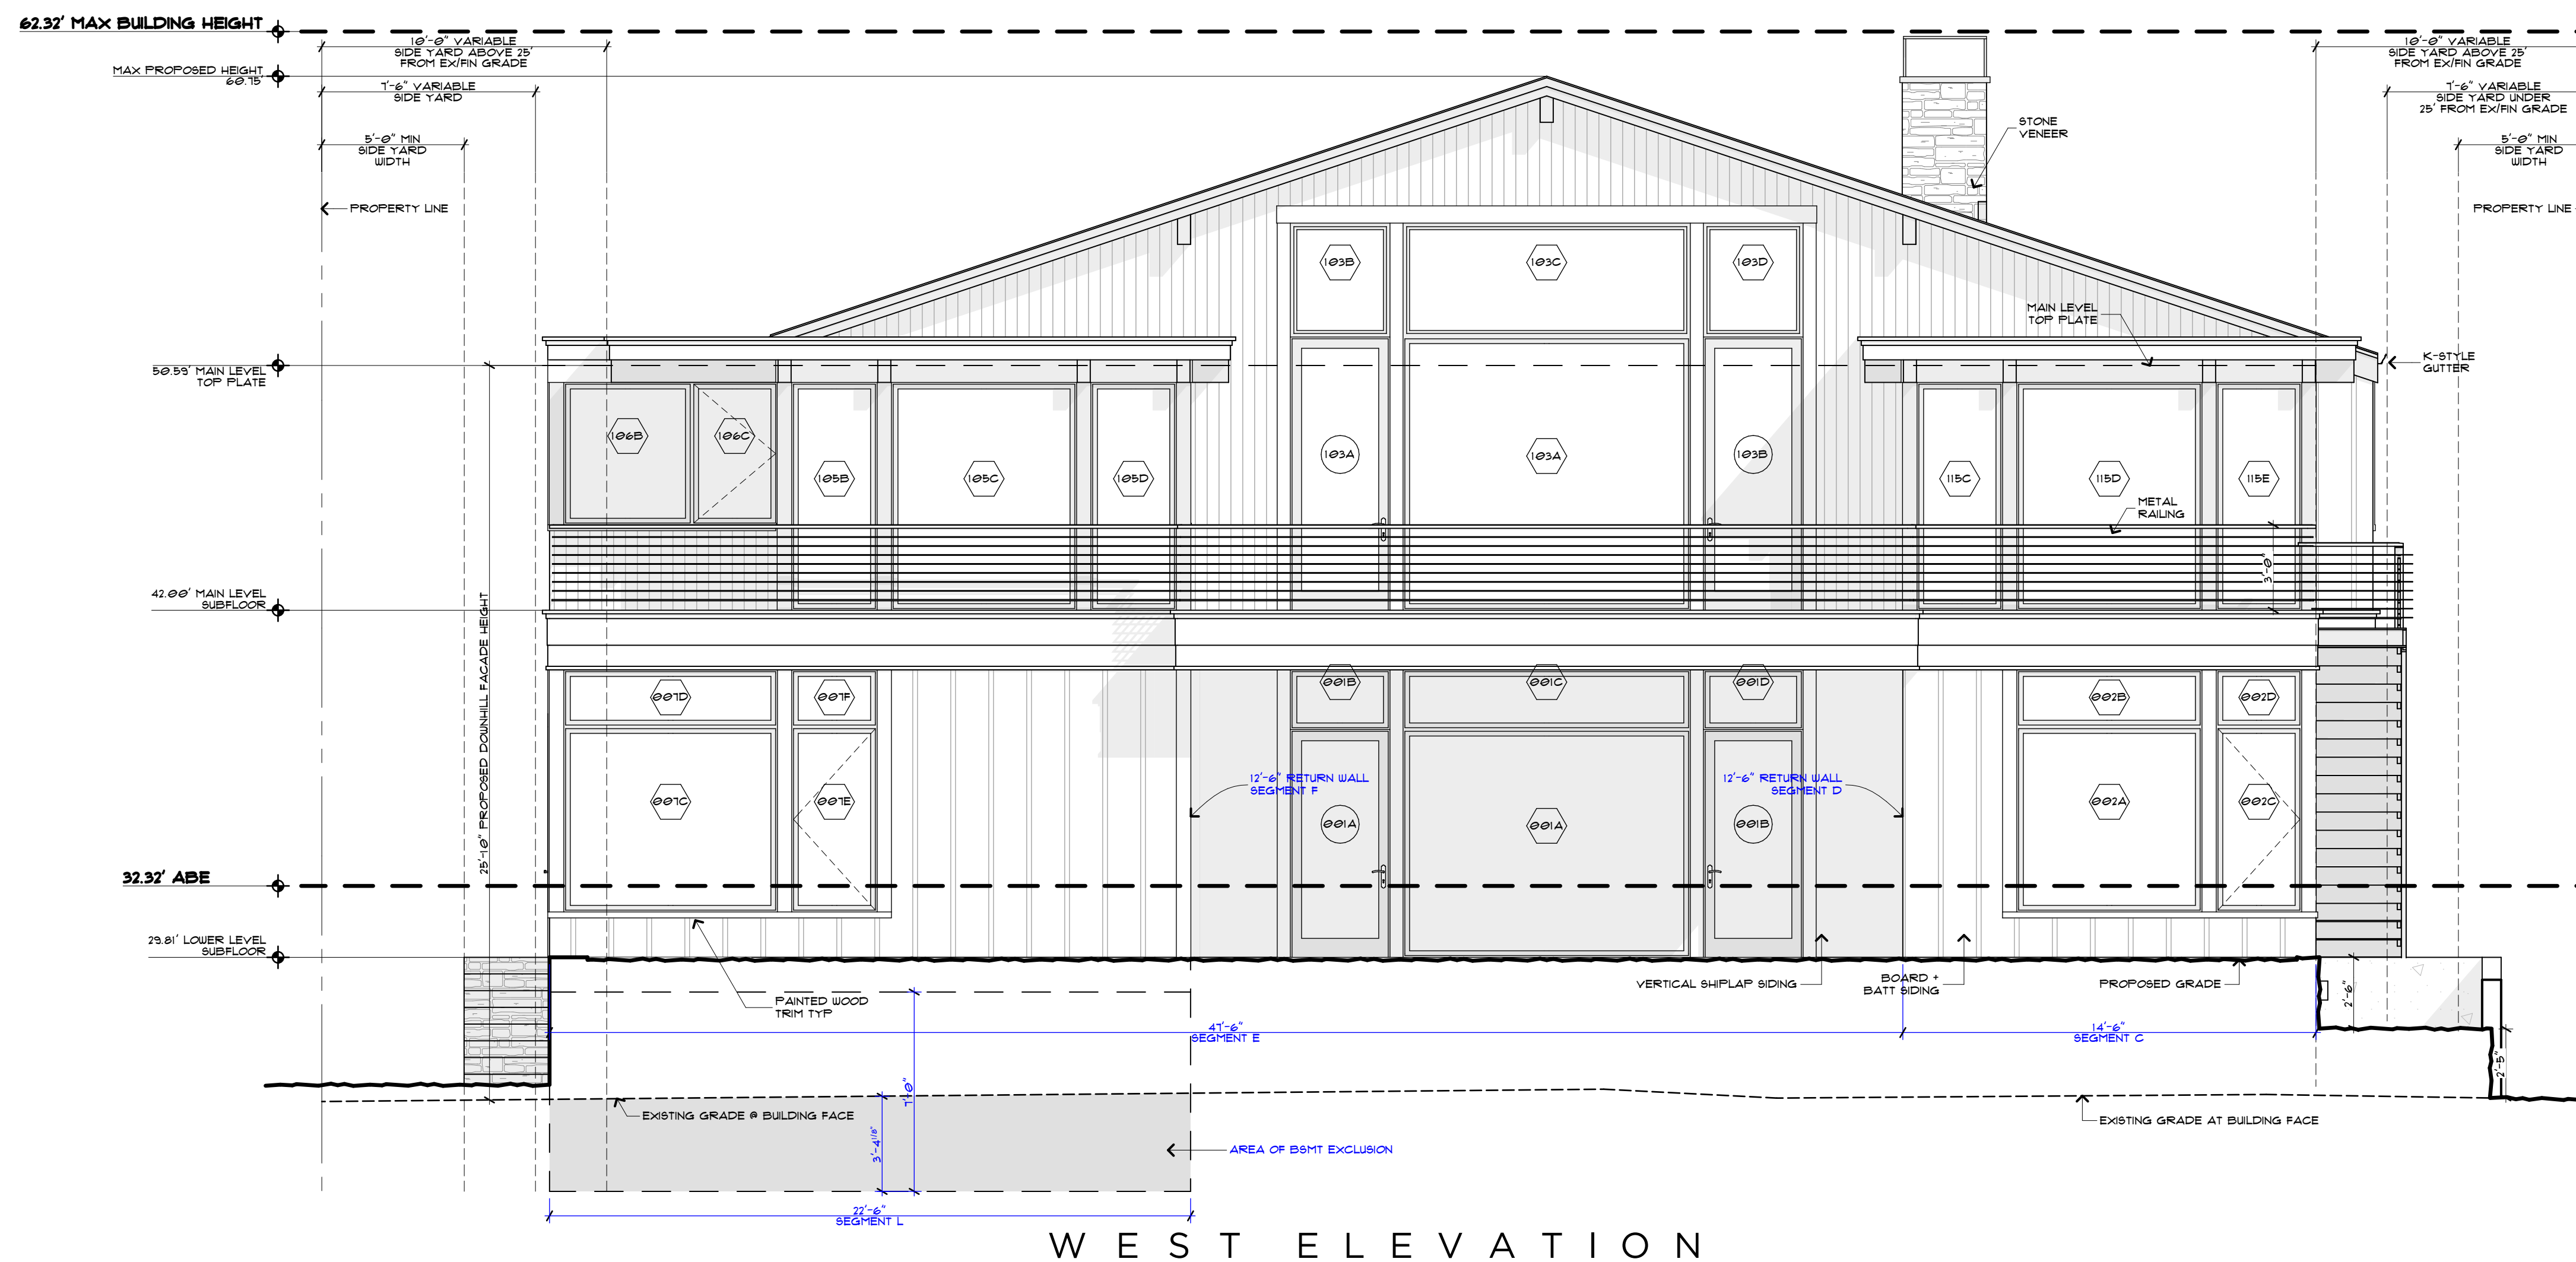 62.32' MAX BUILDING HEIGHT
10'-0" VARIABLE
SIDE YARD ABOVE 25'
FROM EX/FIN GRADE
10'-0" VARIABLE
SIDE YARD ABOVE 25'
FROM EX/FIN GRADE
MAX PROPOSED HEIGHT
60.75'
7'-6" VARIABLE
SIDE YARD
7'-6" VARIABLE
SIDE YARD UNDER
25' FROM EX/FIN GRADE
5'-0" MIN
SIDE YARD
WIDTH
STONE
VENEER
5'-0" MIN
SIDE YARD
WIDTH
PROPERTY LINE
PROPERTY LINE
103B
103C
103D
MAIN LEVEL
TOP PLATE
K-STYLE
GUTTER
50.59' MAIN LEVEL
TOP PLATE
106B
106C
105B
105C
105D
103A
103A
103B
115C
115D
115E
METAL
RAILING
3'-0"
42.00' MAIN LEVEL
SUBFLOOR
25'-10" PROPOSED DOWNHILL FACADE HEIGHT
007D
007F
001B
001C
001D
002B
002D
12'-6" RETURN WALL
SEGMENT F
12'-6" RETURN WALL
SEGMENT D
007C
007E
001A
001A
001B
002A
002C
32.32' ABE
29.81' LOWER LEVEL
SUBFLOOR
PAINTED WOOD
TRIM TYP
VERTICAL SHIPLAP SIDING
BOARD +
BATT SIDING
PROPOSED GRADE
2'-6"
47'-6"
SEGMENT E
14'-6"
SEGMENT C
2'-5"
7'-0"
EXISTING GRADE @ BUILDING FACE
EXISTING GRADE AT BUILDING FACE
3'-4 1/8"
AREA OF BSMT EXCLUSION
22'-6"
SEGMENT L
WEST ELEVATION